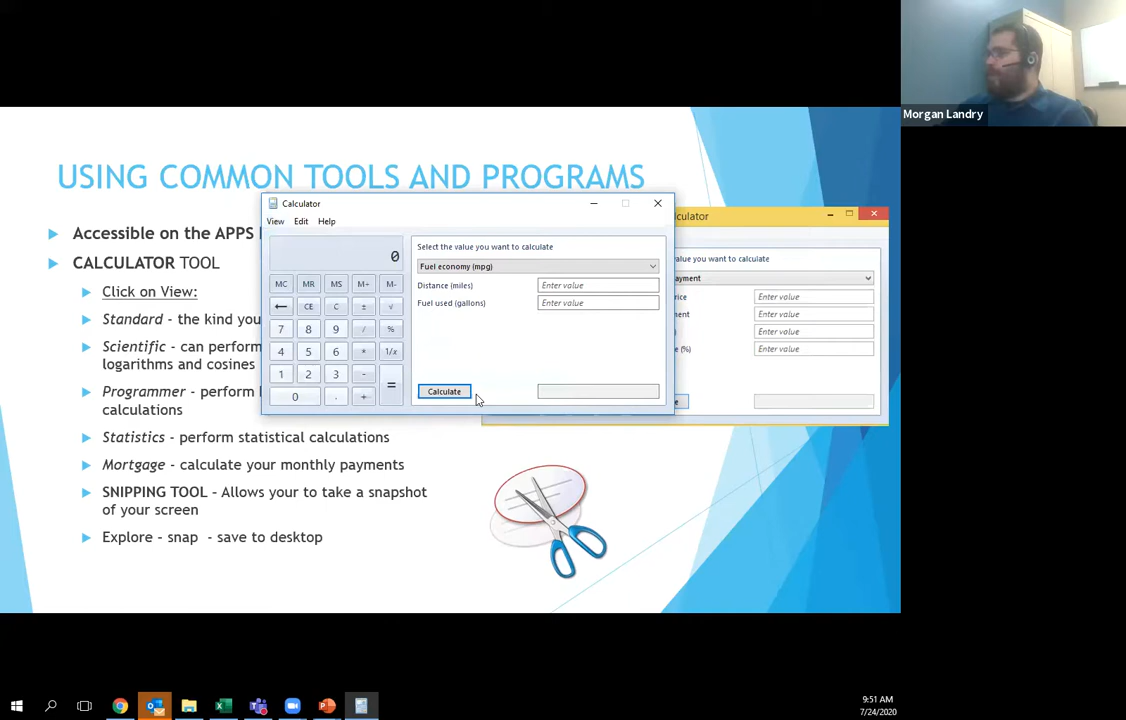 Morgan Landry
USING COMMON TOOLS AND PROGRAMS
Accessible on the APPS
CALCULATOR TOOL
Click on View:
Standard - the kind you
Scientific - can perform
logarithms and cosines
Programmer - perform
calculations
Statistics - perform statistical calculations
Mortgage - calculate your monthly payments
SNIPPING TOOL - Allows your to take a snapshot
of your screen
Explore - snap - save to desktop
Calculator
View Edit Help
0
MC MR MS M+ M-
← CE C ± √
7 8 9 / %
4 5 6 * 1/x
1 2 3 - =
0 . +
Select the value you want to calculate
Fuel economy (mpg)
Distance (miles) Enter value
Fuel used (gallons) Enter value
Calculate
lculator
value you want to calculate
ayment
rice Enter value
ment Enter value
) Enter value
e (%) Enter value
e
9:51 AM
7/24/2020